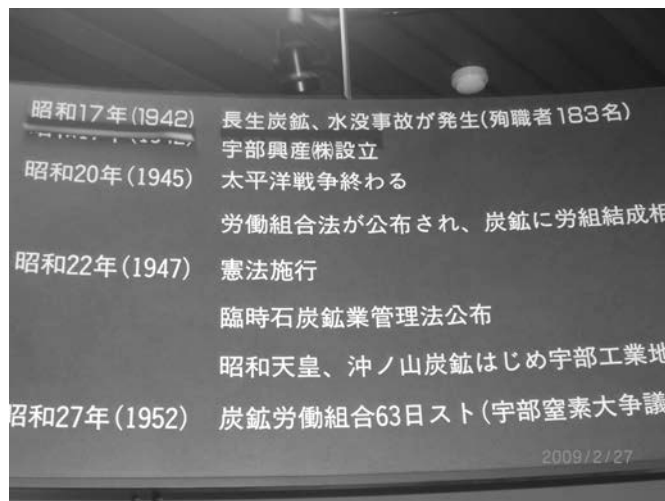 昭和17年(1942) 長生炭鉱、水没事故が発生(殉職者183名)
宇部興産㈱設立
昭和20年(1945) 太平洋戦争終わる
労働組合法が公布され、炭鉱に労組結成相
昭和22年(1947) 憲法施行
臨時石炭鉱業管理法公布
昭和天皇、沖ノ山炭鉱はじめ宇部工業地
昭和27年(1952) 炭鉱労働組合63日スト(宇部窒素大争議
2009/2/27